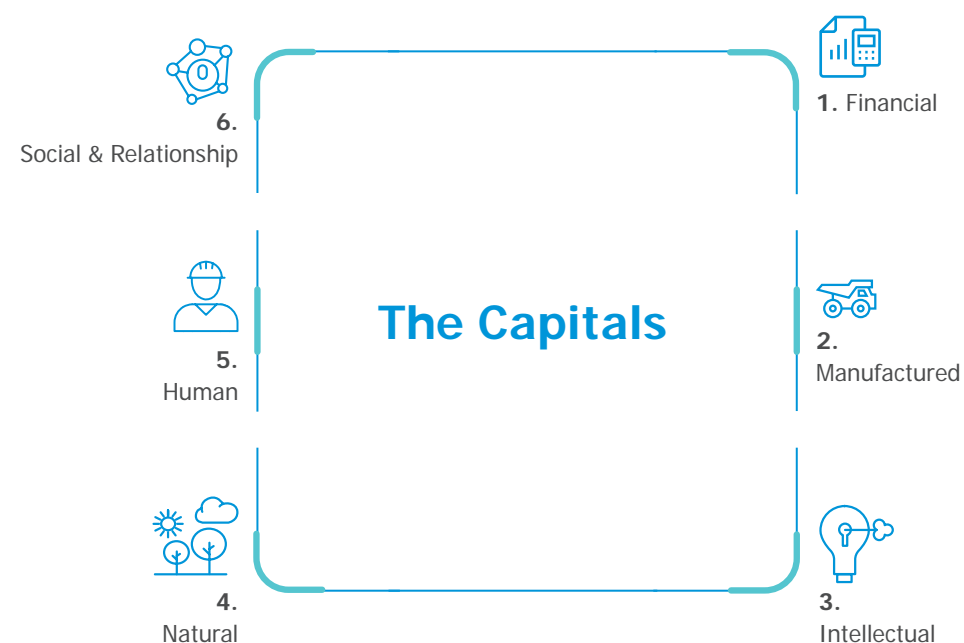 1. Financial
6.
Social & Relationship
The Capitals
2.
Manufactured
5.
Human
3.
Intellectual
4.
Natural